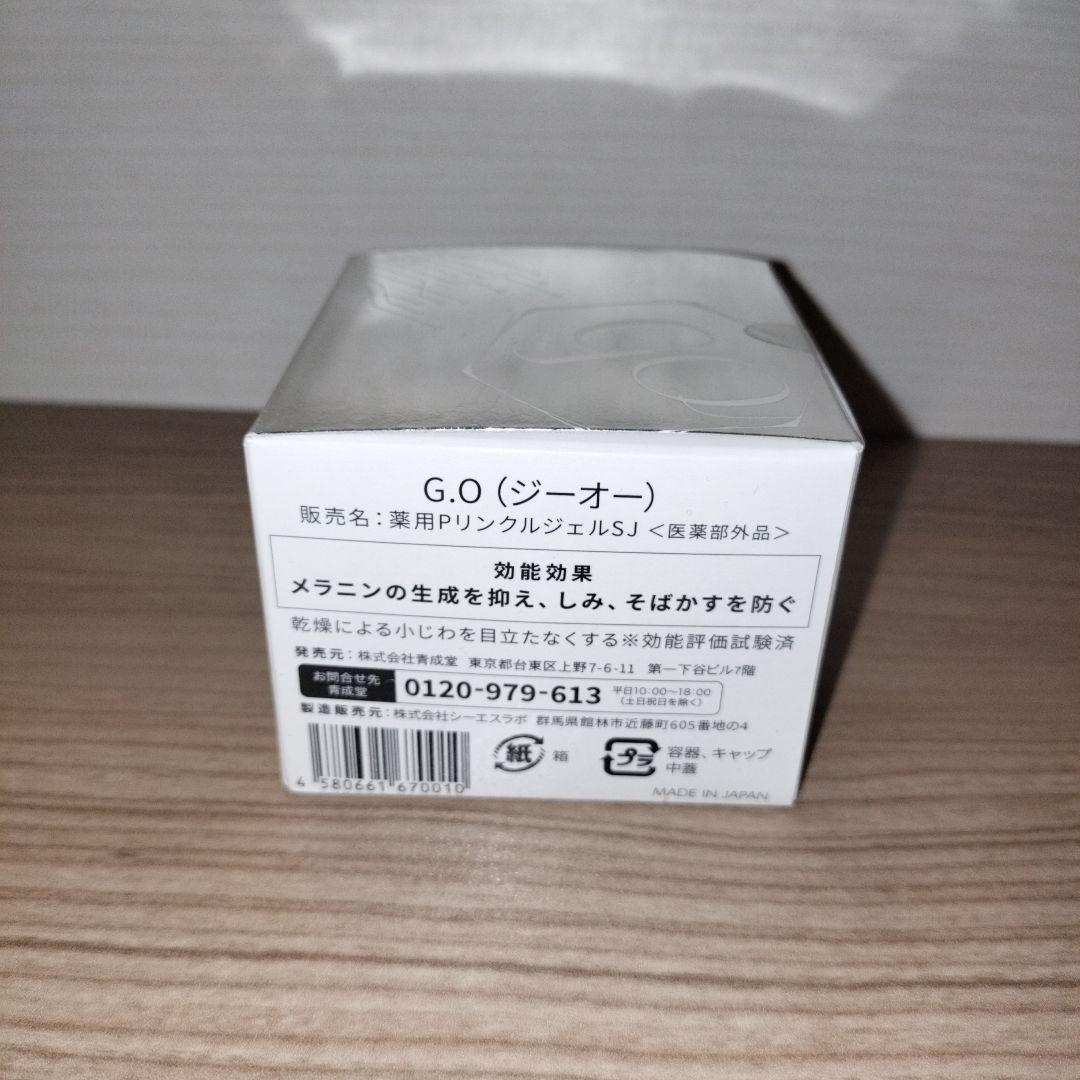 G.O（ジーオー）
販売名：薬用PリンクルジェルSJ＜医薬部外品＞
効能効果
メラニンの生成を抑え、しみ、そばかすを防ぐ
乾燥による小じわを目立たなくする※効能評価試験済
発売元：株式会社青成堂 東京都台東区上野7-6-11 第一下谷ビル7階
お問合せ先
青成堂
0120-979-613
平日10:00～18:00
（土日祝日を除く）
製造販売元：株式会社シーエスラボ 群馬県館林市近藤町605番地の4
紙 箱
プラ 容器、キャップ
中蓋
4 580661 670010
MADE IN JAPAN